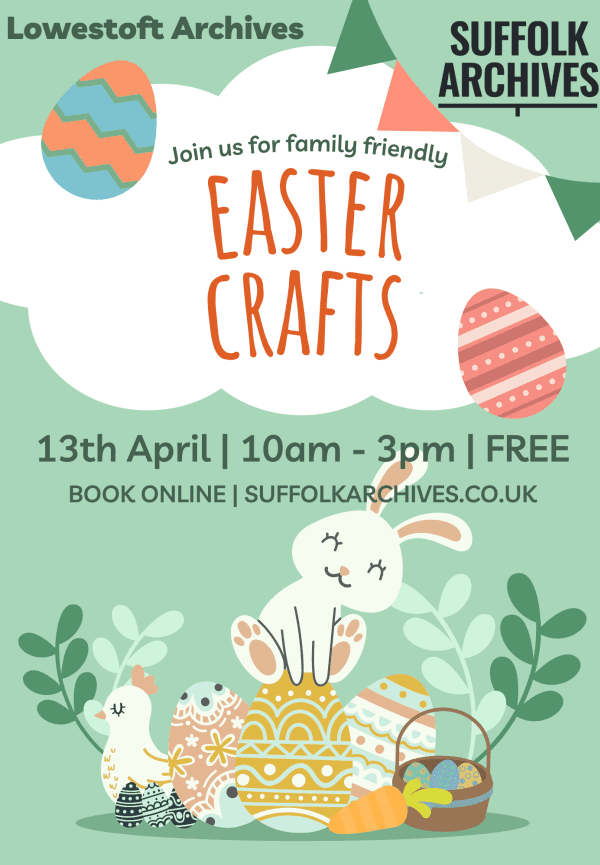 Lowestoft Archives
SUFFOLK
ARCHIVES
Join us for family friendly
EASTER
CRAFTS
13th April | 10am - 3pm | FREE
BOOK ONLINE | SUFFOLKARCHIVES.CO.UK